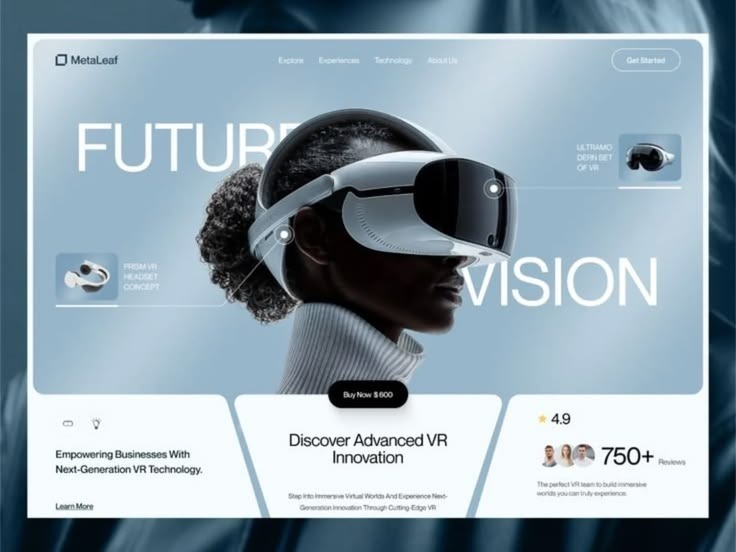 MetaLeaf
Explore Experiences Technology About Us
Get Started
FUTURE
ULTRAMO
DERN SET
OF VR
PRISM VR
HEADSET
CONCEPT
VISION
Buy Now $600
Empowering Businesses With
Next-Generation VR Technology.
Learn More
Discover Advanced VR
Innovation
Step Into Immersive Virtual Worlds And Experience Next-
Generation Innovation Through Cutting-Edge VR
4.9
750+ Reviews
The perfect VR team to build immersive
worlds you can truly experience.